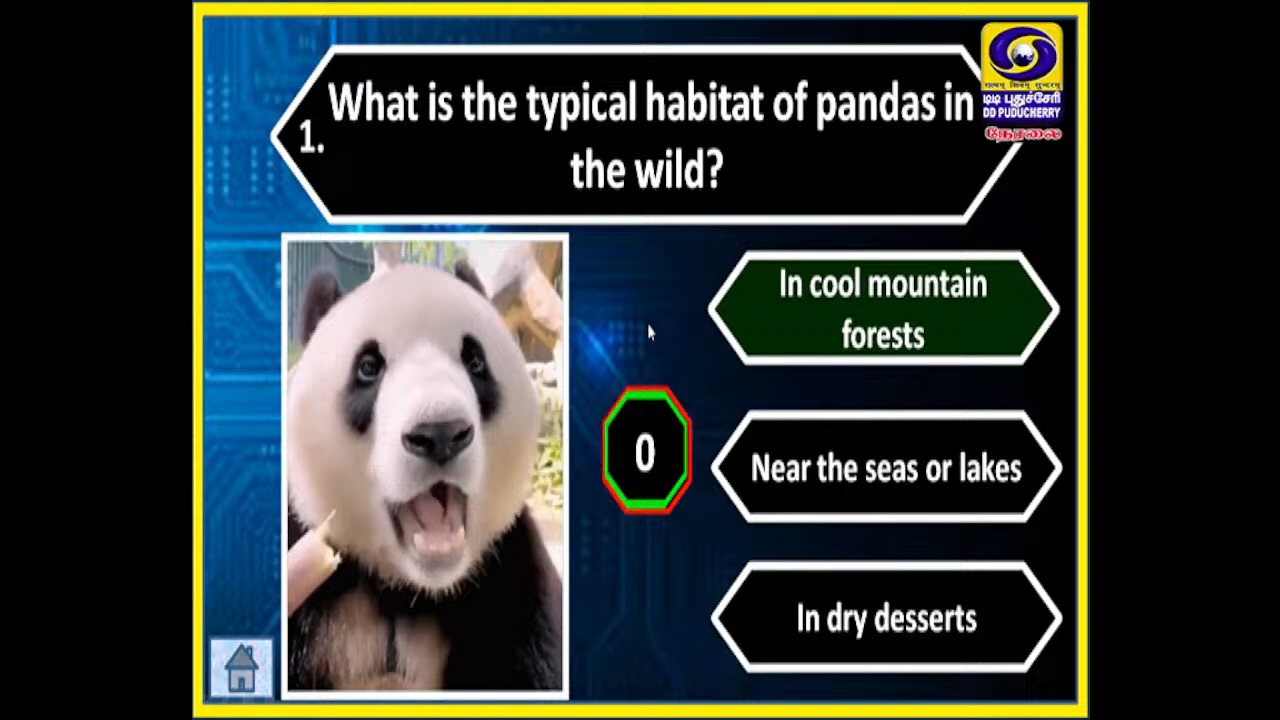 What is the typical habitat of pandas in
1.
the wild?
டிடி புதுச்சேரி
DD PUDUCHERRY
நேரலை
In cool mountain
forests
0
Near the seas or lakes
In dry desserts